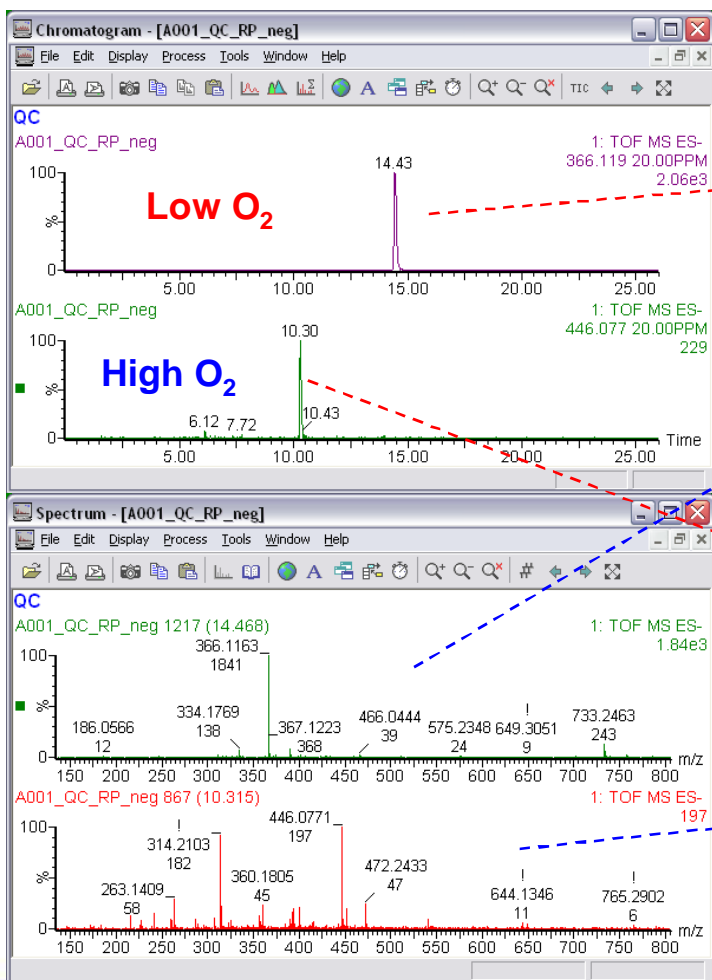 Chromatogram - [A001_QC_RP_neg]
File Edit Display Process Tools Window Help
TIC
QC
A001_QC_RP_neg
1: TOF MS ES-
366.119 20.00PPM
2.06e3
14.43
100
%
0
Low O2
5.00 10.00 15.00 20.00 25.00
A001_QC_RP_neg
1: TOF MS ES-
446.077 20.00PPM
229
10.30
100
%
0
High O2
6.12 7.72 10.43
Time
5.00 10.00 15.00 20.00 25.00
Spectrum - [A001_QC_RP_neg]
File Edit Display Process Tools Window Help
QC
A001_QC_RP_neg 1217 (14.468)
1: TOF MS ES-
1.84e3
100
%
0
366.1163
1841
186.0566
12
334.1769
138
367.1223
368
466.0444
39
575.2348
24
!
649.3051
9
733.2463
243
m/z
150 200 250 300 350 400 450 500 550 600 650 700 750 800
A001_QC_RP_neg 867 (10.315)
1: TOF MS ES-
197
100
%
0
446.0771
197
!
314.2103
182
263.1409
58
360.1805
45
472.2433
47
!
644.1346
11
!
765.2902
6
m/z
150 200 250 300 350 400 450 500 550 600 650 700 750 800